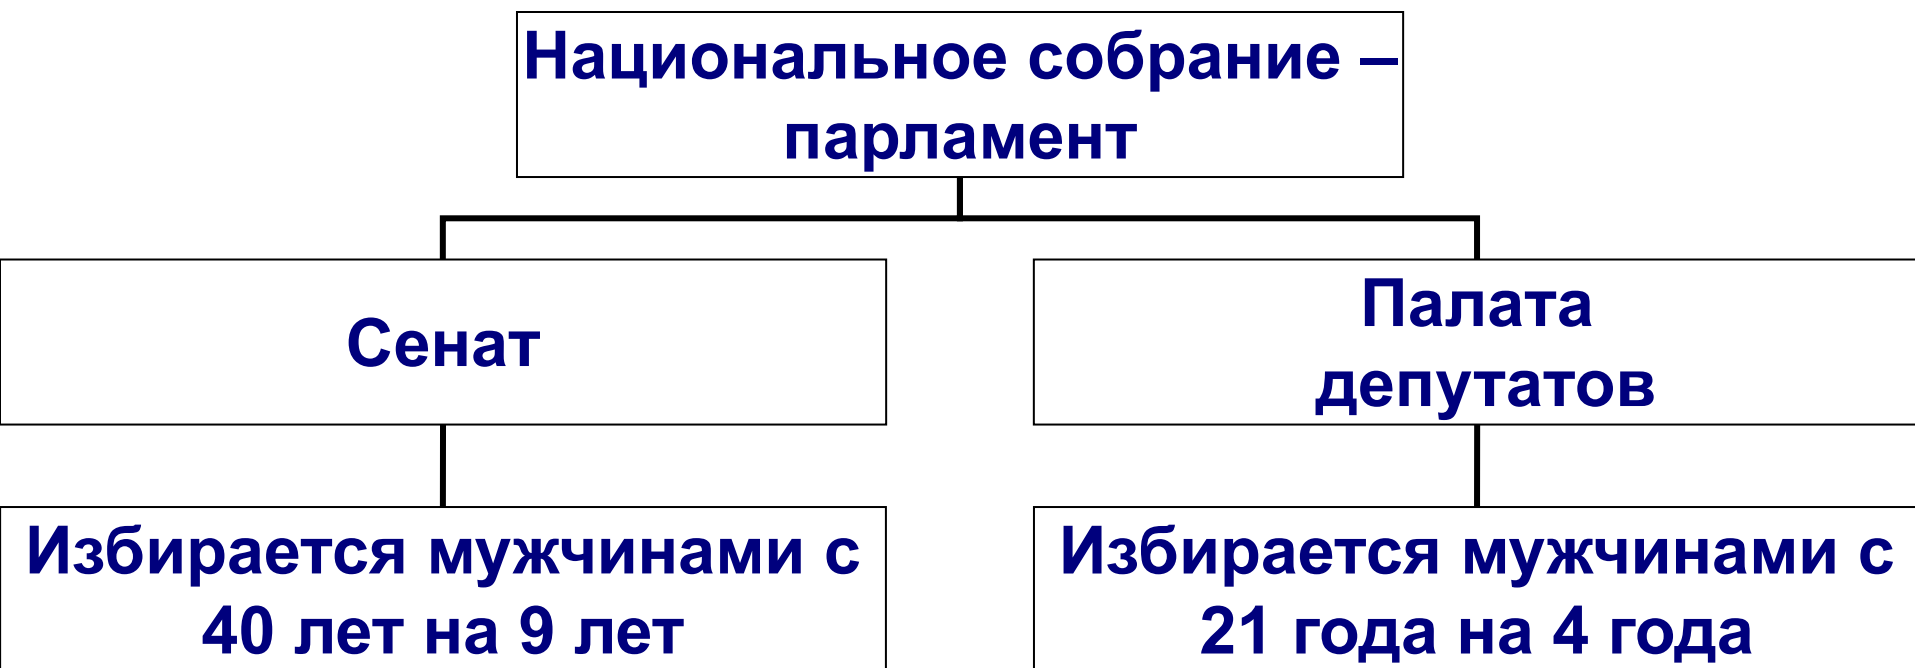 Национальное собрание –
парламент
Сенат
Палата
депутатов
Избирается мужчинами с
40 лет на 9 лет
Избирается мужчинами с
21 года на 4 года